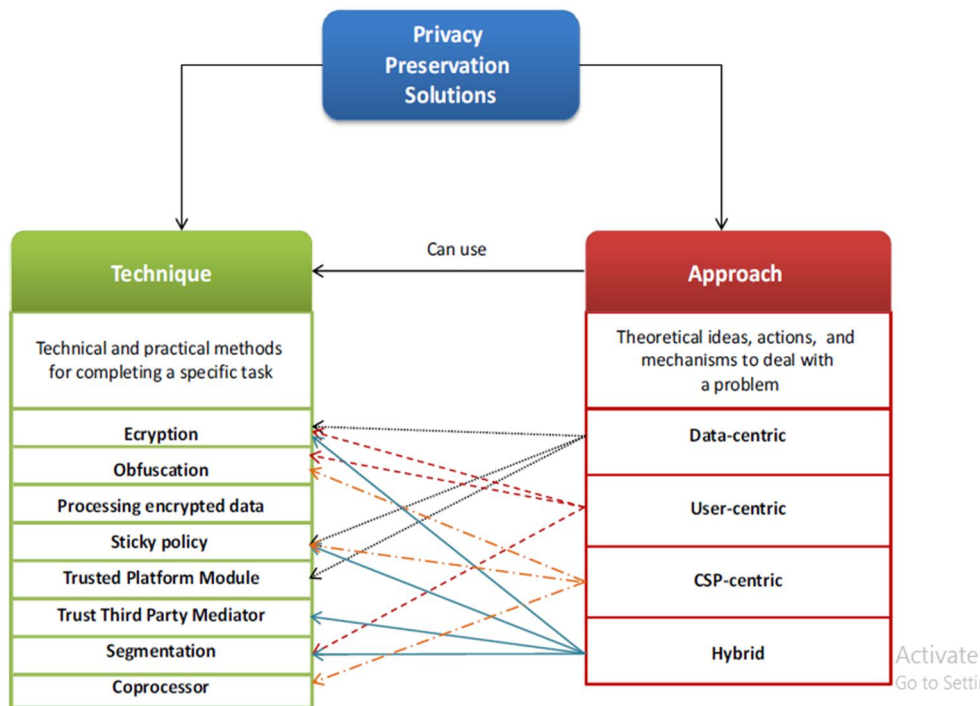 Privacy
Preservation
Solutions
Can use
Technique
Technical and practical methods
for completing a specific task
Ecryption
Obfuscation
Processing encrypted data
Sticky policy
Trusted Platform Module
Trust Third Party Mediator
Segmentation
Coprocessor
Approach
Theoretical ideas, actions, and
mechanisms to deal with
a problem
Data-centric
User-centric
CSP-centric
Hybrid
Activate
Go to Setti